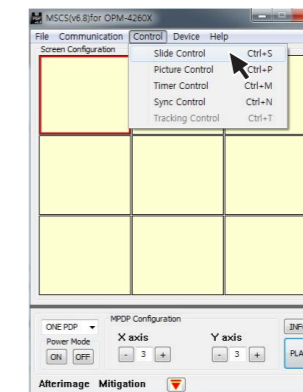 MSCS(v6.8)for OPM-4260X
File Communication Control Device Help
Screen Configuration
Slide Control Ctrl+S
Picture Control Ctrl+P
Timer Control Ctrl+M
Sync Control Ctrl+N
Tracking Control Ctrl+T
MPDP Configuration
ONE PDP
Power Mode
ON OFF
X axis
- 3 +
Y axis
- 3 +
Afterimage Mitigation